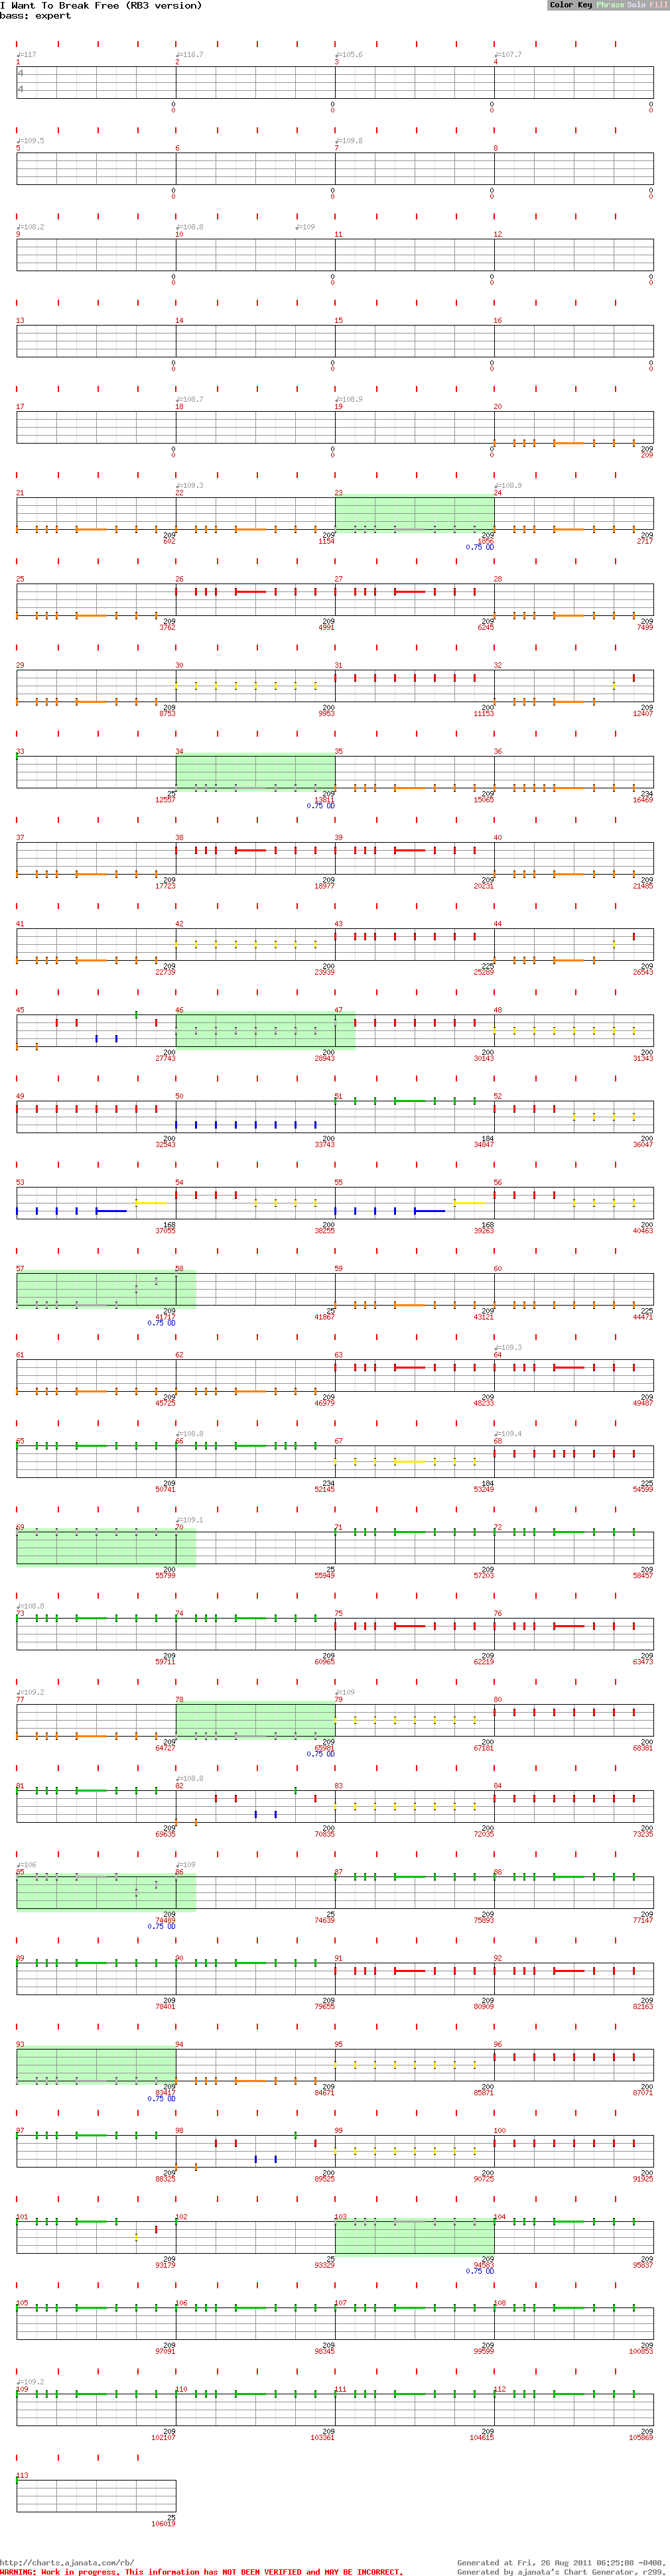 I Want To Break Free (RB3 version)
bass: expert
Color Key Phrase Solo Fill
♩=117 ♩=116.7 ♩=105.6 ♩=107.7
1 2 3 4
4
4
0 0 0 0
0 0 0 0
♩=109.5 ♩=109.8
5 6 7 8
0 0 0 0
0 0 0 0
♩=108.2 ♩=108.8 ♩=109
9 10 11 12
0 0 0 0
0 0 0 0
13 14 15 16
0 0 0 0
0 0 0 0
♩=108.7 ♩=108.9
17 18 19 20
0 0 0 209
0 0 0 209
♩=109.3 ♩=108.9
21 22 23 24
209 209 209 209
602 1154 1856 2717
0.75 OD
25 26 27 28
209 209 209 209
3762 4991 6245 7499
29 30 31 32
209 200 200 209
8753 9953 11153 12407
33 34 35 36
25 209 209 234
12557 13811 15065 16469
0.75 OD
37 38 39 40
209 209 209 209
17723 18977 20231 21485
41 42 43 44
209 200 225 209
22739 23939 25289 26543
45 46 47 48
200 200 200 200
27743 28943 30143 31343
49 50 51 52
200 200 184 200
32543 33743 34847 36047
53 54 55 56
168 200 168 200
37055 38255 39263 40463
57 58 59 60
209 25 209 225
41717 41867 43121 44471
0.75 OD
♩=109.3
61 62 63 64
209 209 209 209
45725 46979 48233 49487
♩=108.8 ♩=109.4
65 66 67 68
209 234 184 225
50741 52145 53249 54599
♩=109.1
69 70 71 72
200 25 209 209
55799 55949 57203 58457
♩=108.8
73 74 75 76
209 209 209 209
59711 60965 62219 63473
♩=109.2 ♩=109
77 78 79 80
209 209 200 200
64727 65981 67181 68381
0.75 OD
♩=108.8
81 82 83 84
209 200 200 200
69635 70835 72035 73235
♩=106 ♩=109
85 86 87 88
209 25 209 209
74489 74639 75893 77147
0.75 OD
89 90 91 92
209 209 209 209
78401 79655 80909 82163
93 94 95 96
209 209 200 200
83417 84671 85871 87071
0.75 OD
97 98 99 100
209 200 200 200
88325 89525 90725 91925
101 102 103 104
209 25 209 209
93179 93329 94583 95837
0.75 OD
105 106 107 108
209 209 209 209
97091 98345 99599 100853
♩=109.2
109 110 111 112
209 209 209 209
102107 103361 104615 105869
113
25
106019
http://charts.ajanata.com/rb/ Generated at Fri, 26 Aug 2011 06:25:08 -0400.
WARNING: Work in progress. This information has NOT BEEN VERIFIED and MAY BE INCORRECT. Generated by ajanata's Chart Generator, r299.